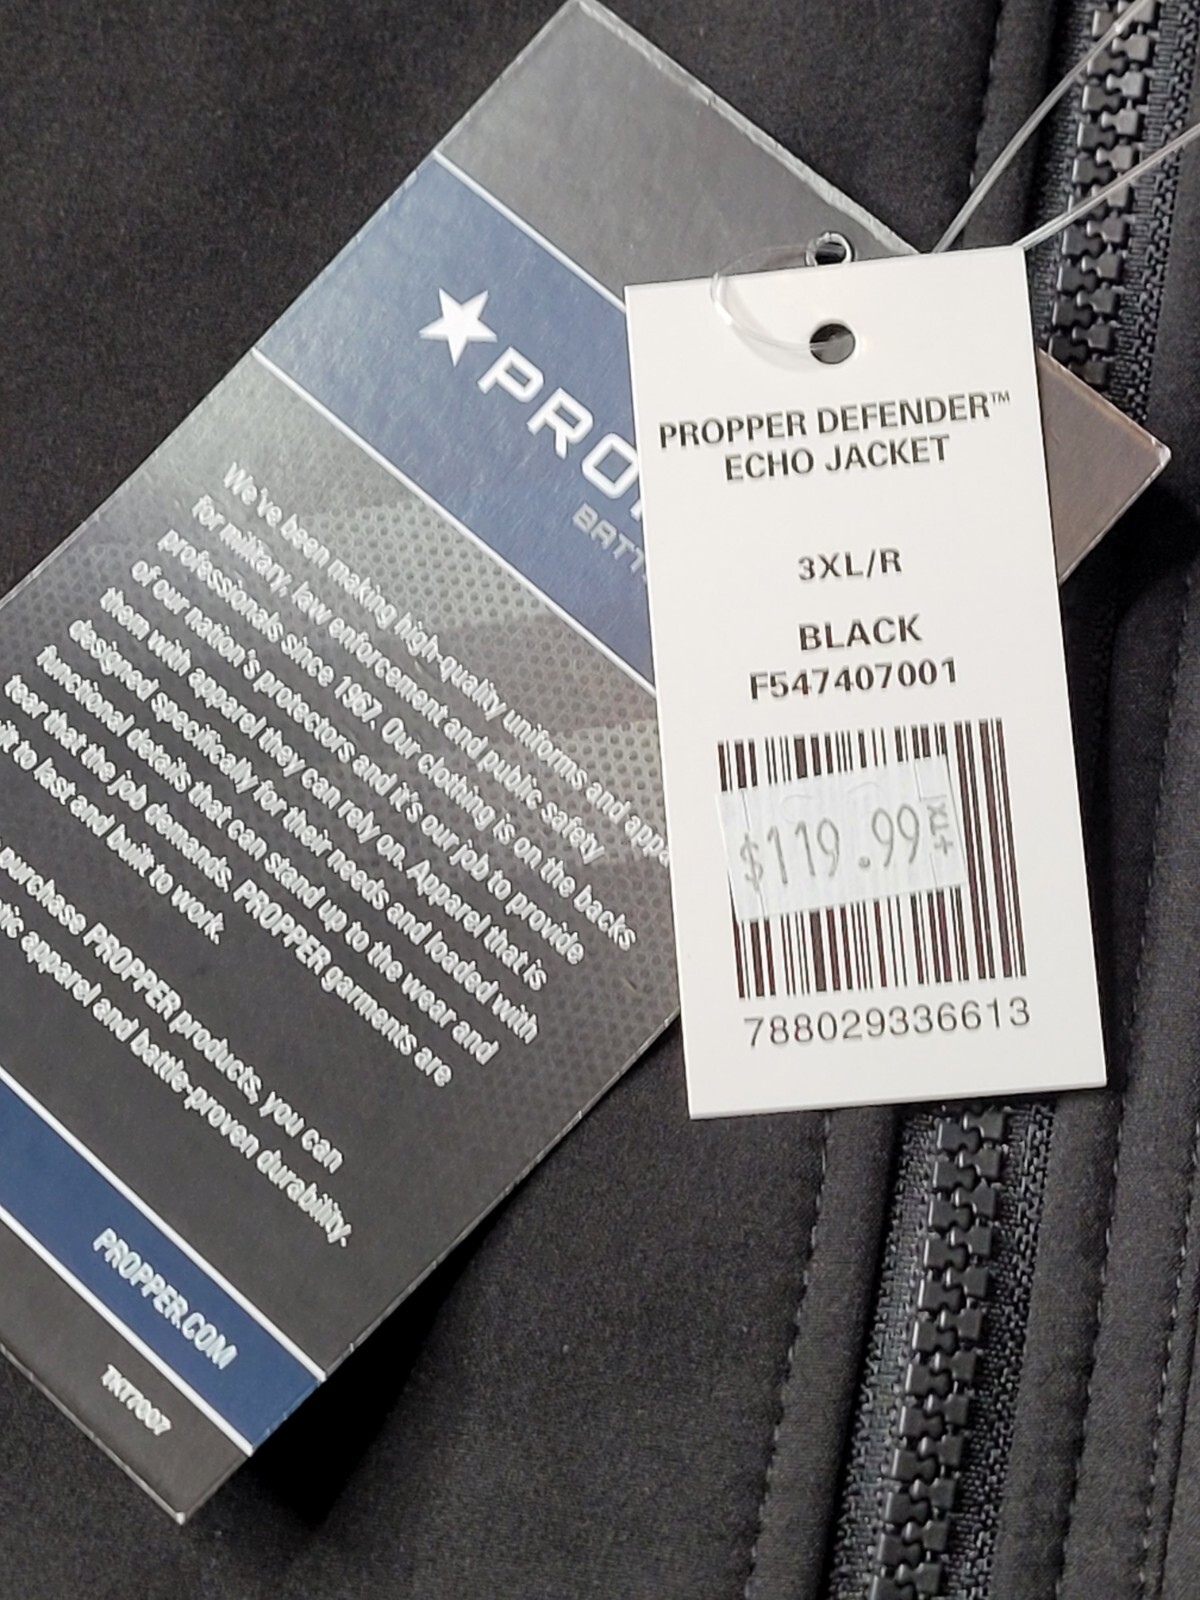 PRO
BATT
We've been making high-quality uniforms and appa
for military, law enforcement and public safety
professionals since 1967. Our clothing is on the backs
of our nation's protectors and it's our job to provide
them with apparel they can rely on. Apparel that is
designed specifically for their needs and loaded with
functional details that can stand up to the wear and
tear that the job demands. PROPPER garments are
to last and built to work.
purchase PROPPER products, you can
apparel and battle-proven durability.
PROPPER.COM
TKT7007
PROPPER DEFENDER™
ECHO JACKET
3XL/R
BLACK
F547407001
$119.99
788029336613